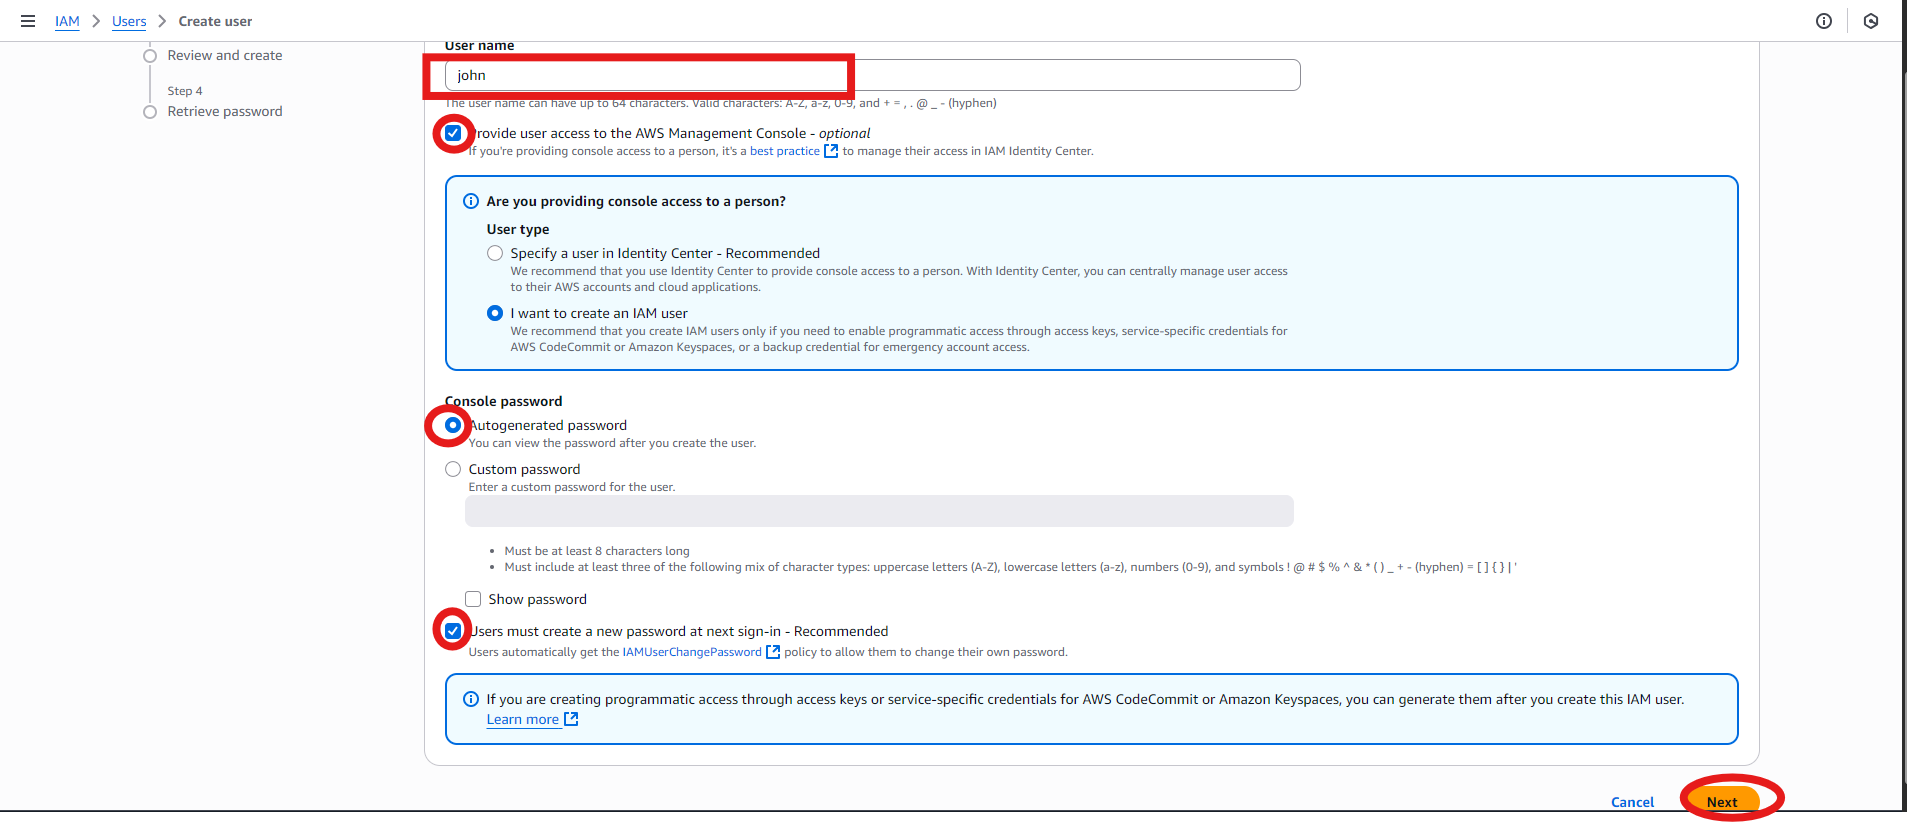 IAM > Users > Create user
Review and create
Step 4
Retrieve password
User name
john
The user name can have up to 64 characters. Valid characters: A-Z, a-z, 0-9, and + = , . @ _ - (hyphen)
Provide user access to the AWS Management Console - optional
If you're providing console access to a person, it's a best practice to manage their access in IAM Identity Center.
Are you providing console access to a person?
User type
Specify a user in Identity Center - Recommended
We recommend that you use Identity Center to provide console access to a person. With Identity Center, you can centrally manage user access
to their AWS accounts and cloud applications.
I want to create an IAM user
We recommend that you create IAM users only if you need to enable programmatic access through access keys, service-specific credentials for
AWS CodeCommit or Amazon Keyspaces, or a backup credential for emergency account access.
Console password
Autogenerated password
You can view the password after you create the user.
Custom password
Enter a custom password for the user.
• Must be at least 8 characters long
• Must include at least three of the following mix of character types: uppercase letters (A-Z), lowercase letters (a-z), numbers (0-9), and symbols ! @ # $ % ^ & * ( ) _ + - (hyphen) = [ ] { } | '
Show password
Users must create a new password at next sign-in - Recommended
Users automatically get the IAMUserChangePassword policy to allow them to change their own password.
If you are creating programmatic access through access keys or service-specific credentials for AWS CodeCommit or Amazon Keyspaces, you can generate them after you create this IAM user.
Learn more
Cancel
Next